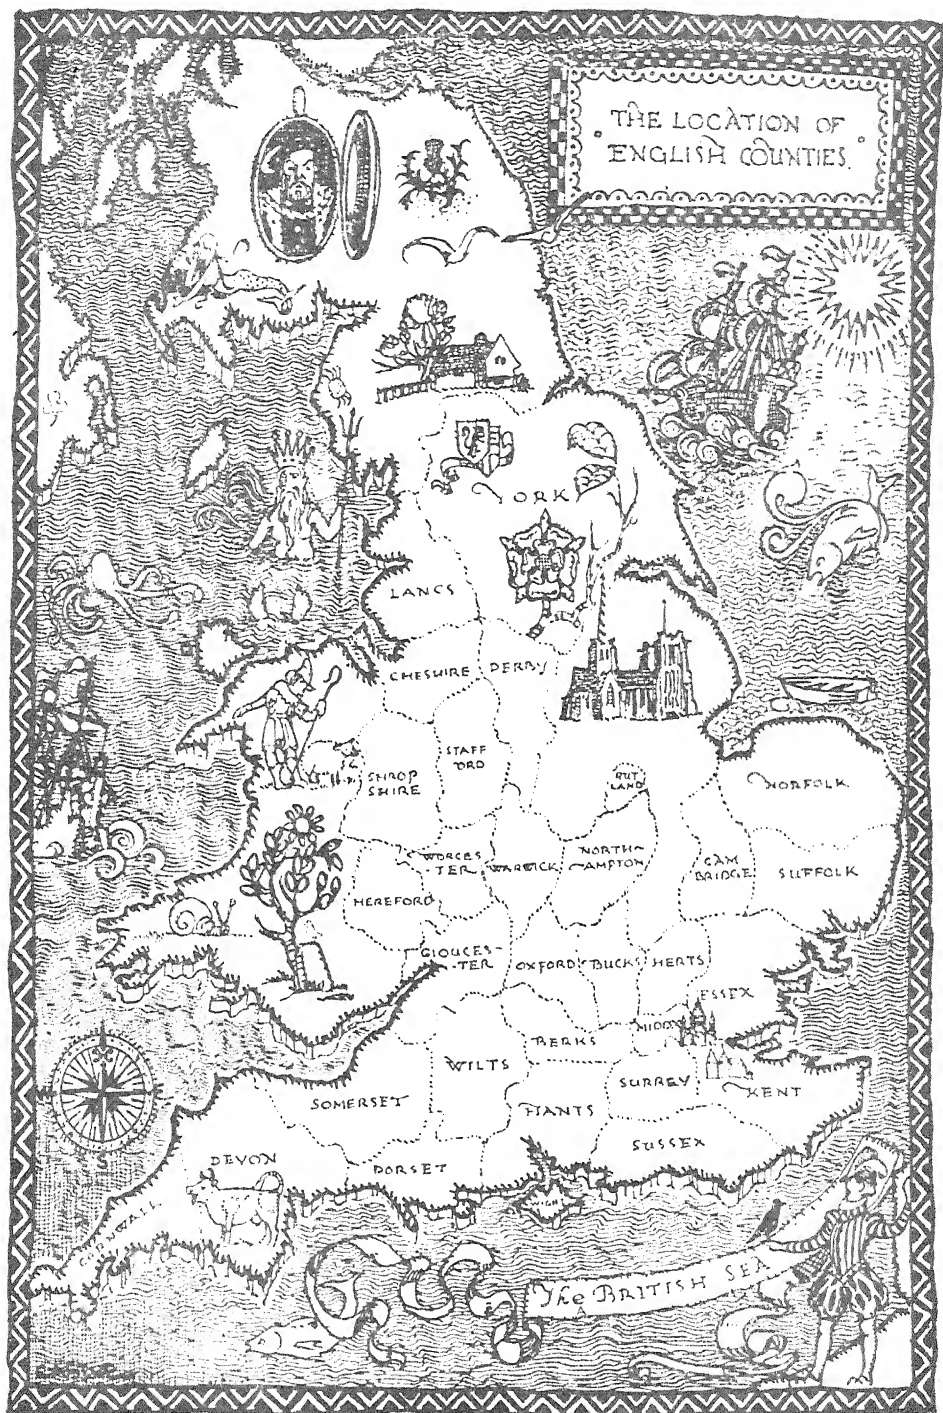 THE LOCATION OF
ENGLISH COUNTIES.
YORK
LANCS
CHESHIRE
DERBY
STAFF
ORD
SHROP
SHIRE
RUT
LAND
NORFOLK
WORCES
-TER
WARWICK
NORTH-
AMPTON
CAM
BRIDGE
SUFFOLK
HEREFORD
GLOUCES-
-TER
OXFORD
BUCKS
HERTS
ESSEX
MIDDX
BERKS
WILTS
SURREY
KENT
SOMERSET
HANTS
SUSSEX
DEVON
DORSET
CORNWALL
The BRITISH SEA
S